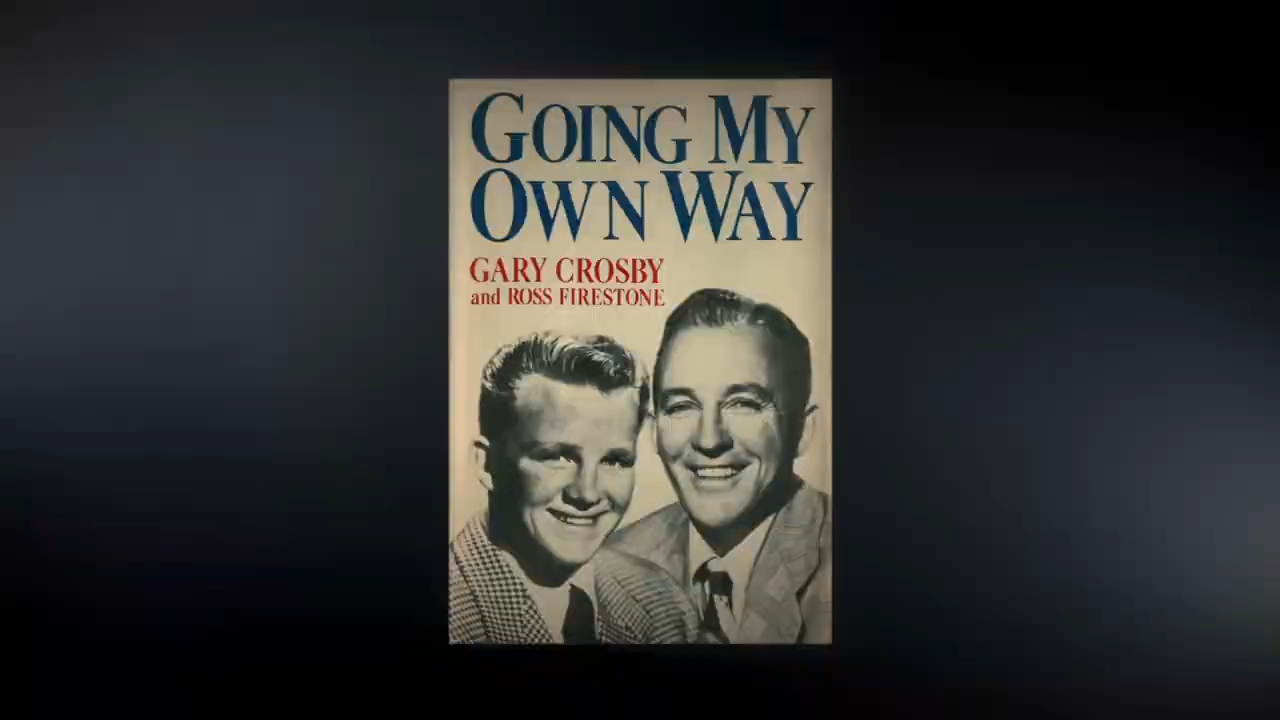 GOING MY
OWN WAY
GARY CROSBY
and ROSS FIRESTONE